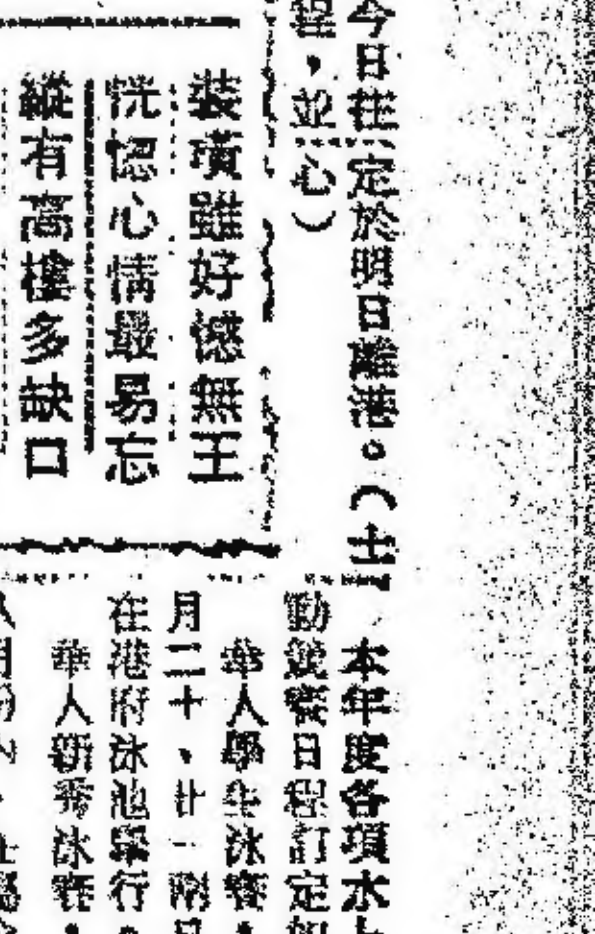 今日往定於明日離港。(士
程，並心)
裝璜雖好憾無王
恍惚心情最易忘
縱有高樓多缺口
本年度各項水上
動競賽日程訂定如
華人學生泳賽，
月二十、廿一兩日
在港府泳池舉行。
華人新秀泳賽，